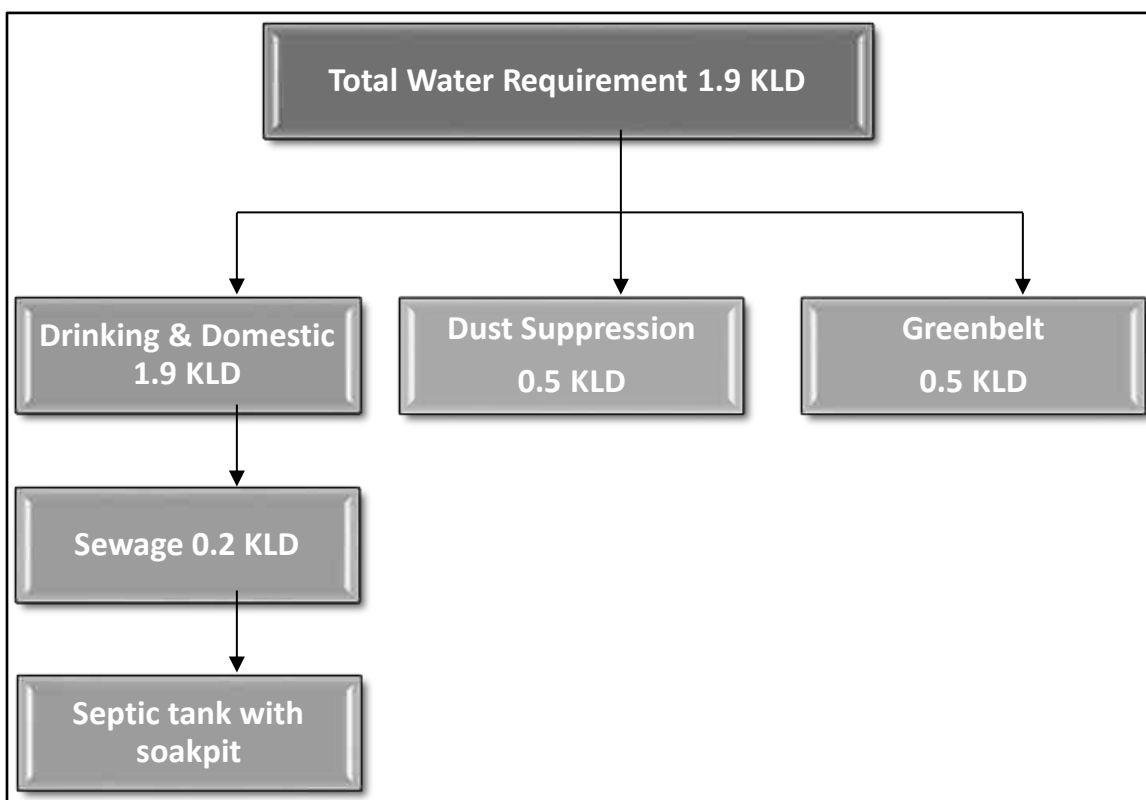 Total Water Requirement 1.9 KLD
Drinking & Domestic
1.9 KLD
Dust Suppression
0.5 KLD
Greenbelt
0.5 KLD
Sewage 0.2 KLD
Septic tank with
soakpit